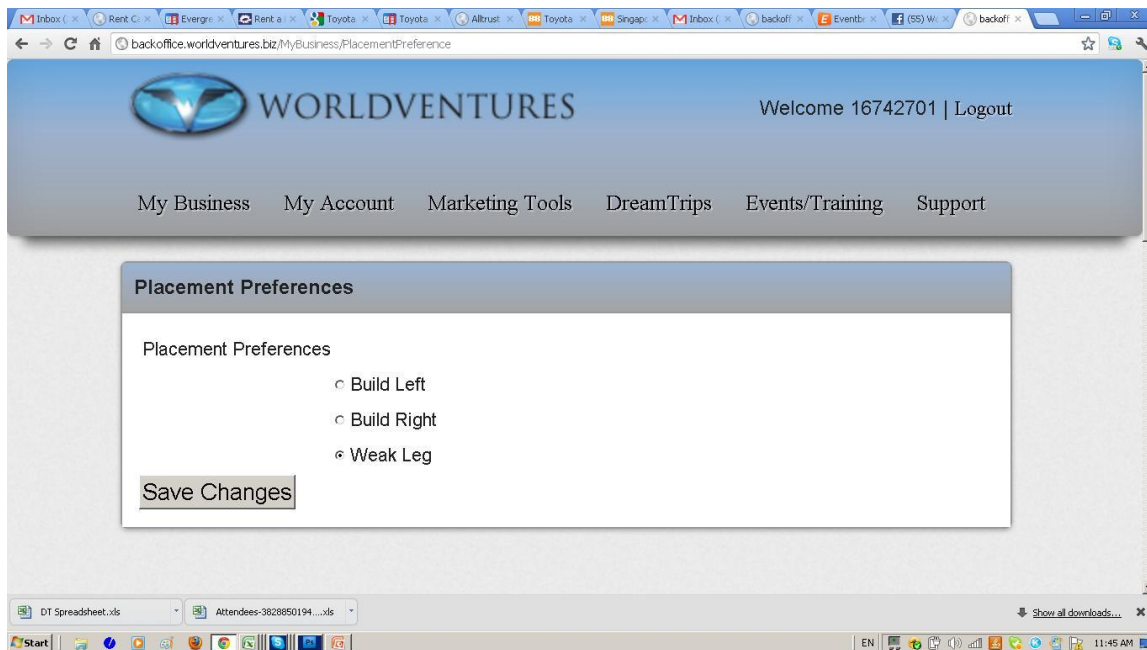 Inbox (
Rent C
Evergre
Rent a
Toyota
Toyota
Alltrust
Toyota
Singap
Inbox (
backoff
Eventbr
(55) W
backoff
backoffice.worldventures.biz/MyBusiness/PlacementPreference
WORLDVENTURES
Welcome 16742701 | Logout
My Business My Account Marketing Tools DreamTrips Events/Training Support
Placement Preferences
Placement Preferences
Build Left
Build Right
Weak Leg
Save Changes
DT Spreadsheet.xls
Attendees-3828850194....xls
Show all downloads...
Start
EN
11:45 AM